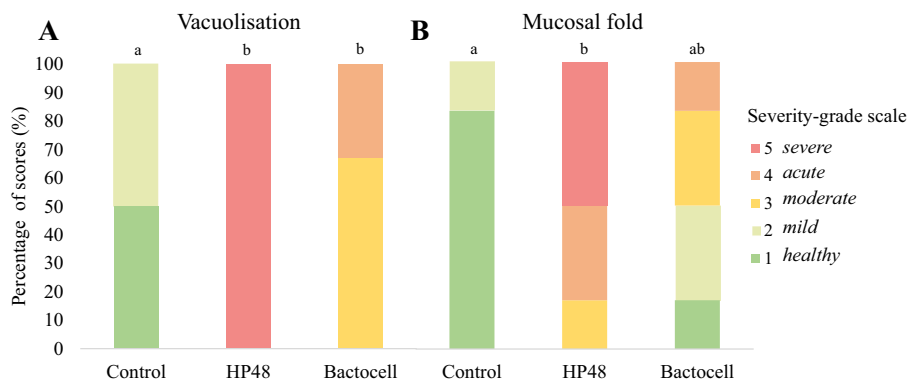 A
Vacuolisation
B
Mucosal fold
a
b
b
a
b
ab
Percentage of scores (%)
100
90
80
70
60
50
40
30
20
10
0
Control
HP48
Bactocell
Control
HP48
Bactocell
Severity-grade scale
5 severe
4 acute
3 moderate
2 mild
1 healthy